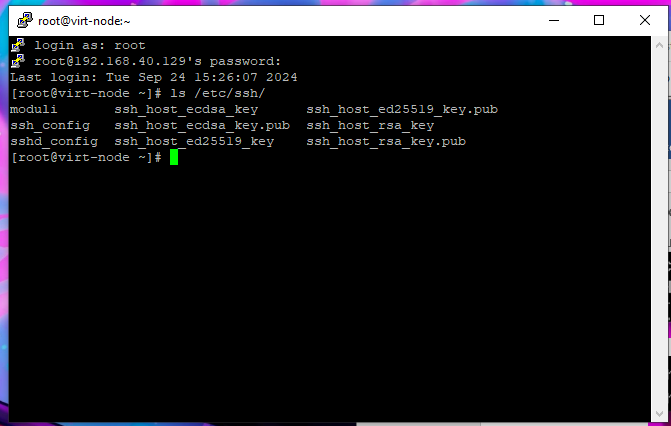 root@virt-node:~
login as: root
root@192.168.40.129's password:
Last login: Tue Sep 24 15:26:07 2024
[root@virt-node ~]# ls /etc/ssh/
moduli       ssh_host_ecdsa_key      ssh_host_ed25519_key.pub
ssh_config   ssh_host_ecdsa_key.pub  ssh_host_rsa_key
sshd_config  ssh_host_ed25519_key    ssh_host_rsa_key.pub
[root@virt-node ~]#